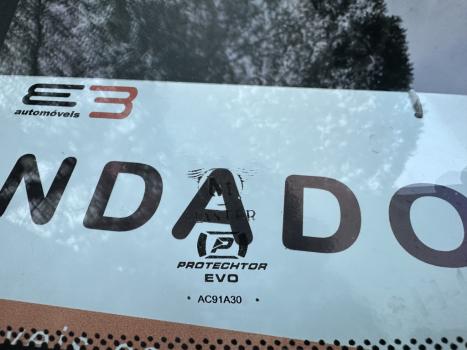 E3
automóveis
NDADO
PROTECHTOR
EVO
• AC91A30 •